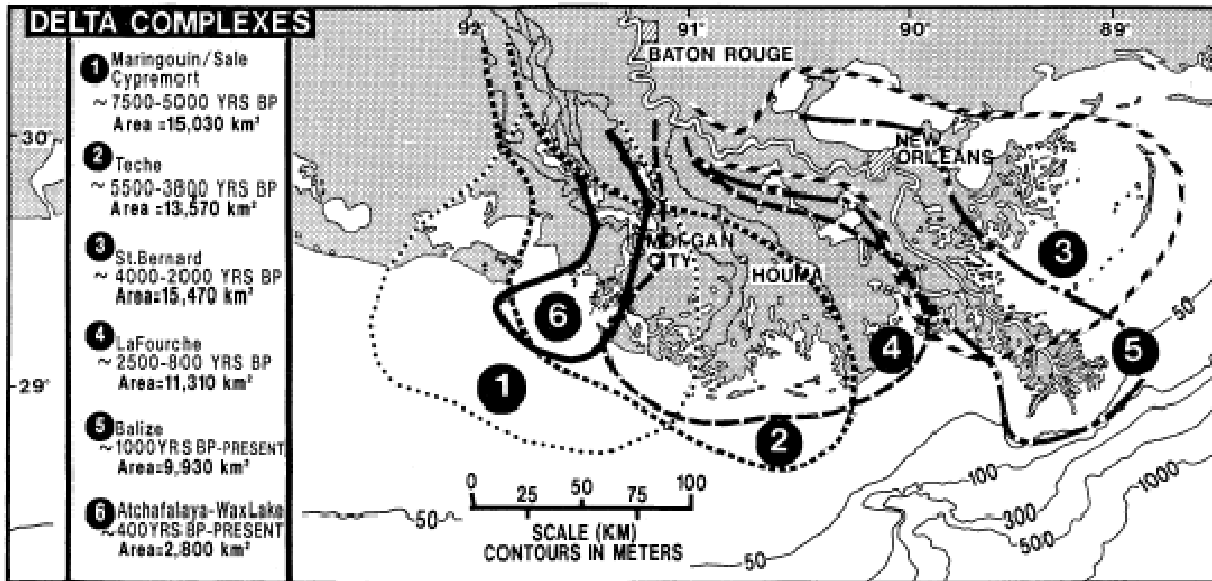 DELTA COMPLEXES
1 Maringouin/Sale
Cypremort
~ 7500-5000 YRS BP
Area =15,030 km²
2 Teche
~ 5500-3800 YRS BP
Area =13,570 km²
3 St.Bernard
~ 4000-2000 YRS BP
Area=15,470 km²
4 LaFourche
~ 2500-800 YRS BP
Area=11,310 km²
5 Balize
~1000YRS BP-PRESENT
Area=9,930 km²
6 Atchafalaya-WaxLake
~400YRS BP-PRESENT
Area=2,800 km²
92
91
90
89
30
29
BATON ROUGE
NEW
ORLEANS
MORGAN
CITY
HOUMA
1
2
3
4
5
6
50
100
300
500
1000
50
50
0 25 50 75 100
SCALE (KM)
CONTOURS IN METERS